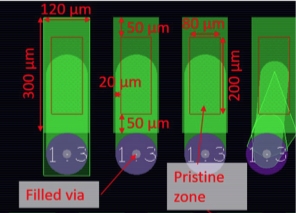 120 µm
50 µm
80 µm
300 µm
20 µm
200 µm
50 µm
1.3
1.3
1.3
1.3
Filled via
Pristine
zone